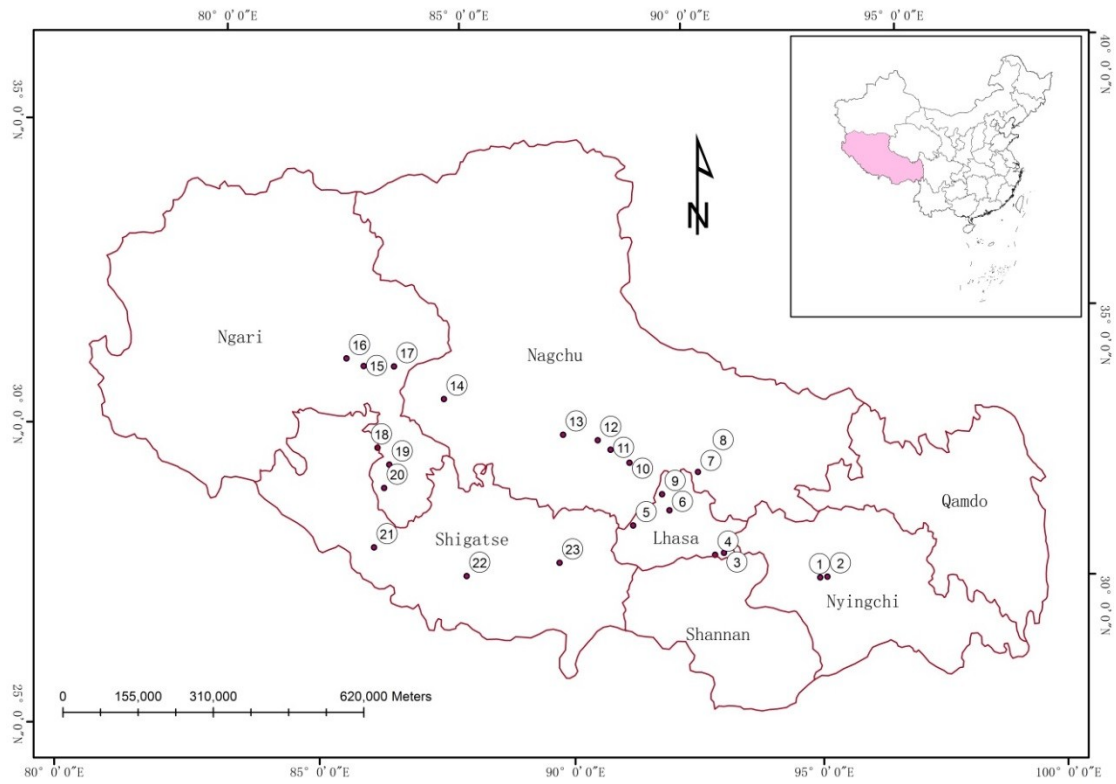 80° 0′0″E 85° 0′0″E 90° 0′0″E 95° 0′0″E
40° 0′0″N
35° 0′0″N
35° 0′0″N
30° 0′0″N
30° 0′0″N
25° 0′0″N
N
Ngari
Nagchu
16
15
17
14
13
12
11
10
8
7
18
19
20
9
6
5
Qamdo
Lhasa
4
3
21
Shigatse
22
23
1
2
Nyingchi
Shannan
0 155,000 310,000 620,000 Meters
80° 0′0″E 85° 0′0″E 90° 0′0″E 95° 0′0″E 100° 0′0″E